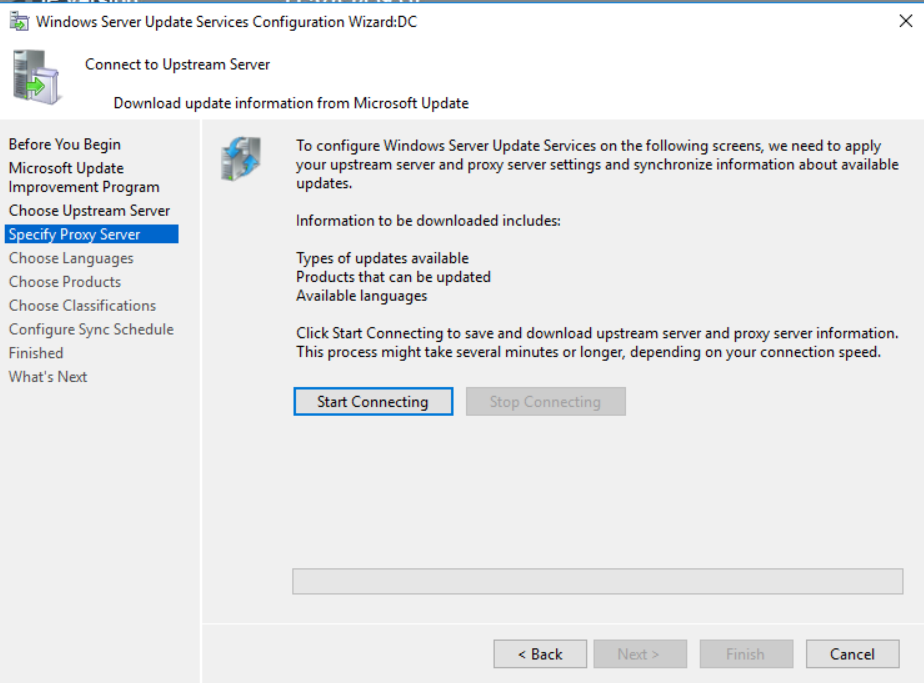 Windows Server Update Services Configuration Wizard:DC
Connect to Upstream Server
Download update information from Microsoft Update
Before You Begin
Microsoft Update
Improvement Program
Choose Upstream Server
Specify Proxy Server
Choose Languages
Choose Products
Choose Classifications
Configure Sync Schedule
Finished
What's Next
To configure Windows Server Update Services on the following screens, we need to apply
your upstream server and proxy server settings and synchronize information about available
updates.
Information to be downloaded includes:
Types of updates available
Products that can be updated
Available languages
Click Start Connecting to save and download upstream server and proxy server information.
This process might take several minutes or longer, depending on your connection speed.
Start Connecting
Stop Connecting
< Back
Next >
Finish
Cancel